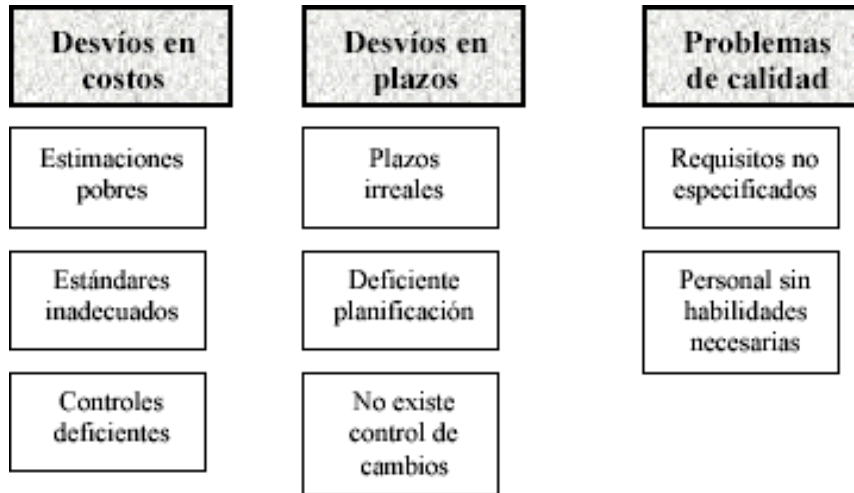 Desvíos en
costos
Estimaciones
pobres
Estándares
inadecuados
Controles
deficientes
Desvíos en
plazos
Plazos
irreales
Deficiente
planificación
No existe
control de
cambios
Problemas
de calidad
Requisitos no
especificados
Personal sin
habilidades
necesarias